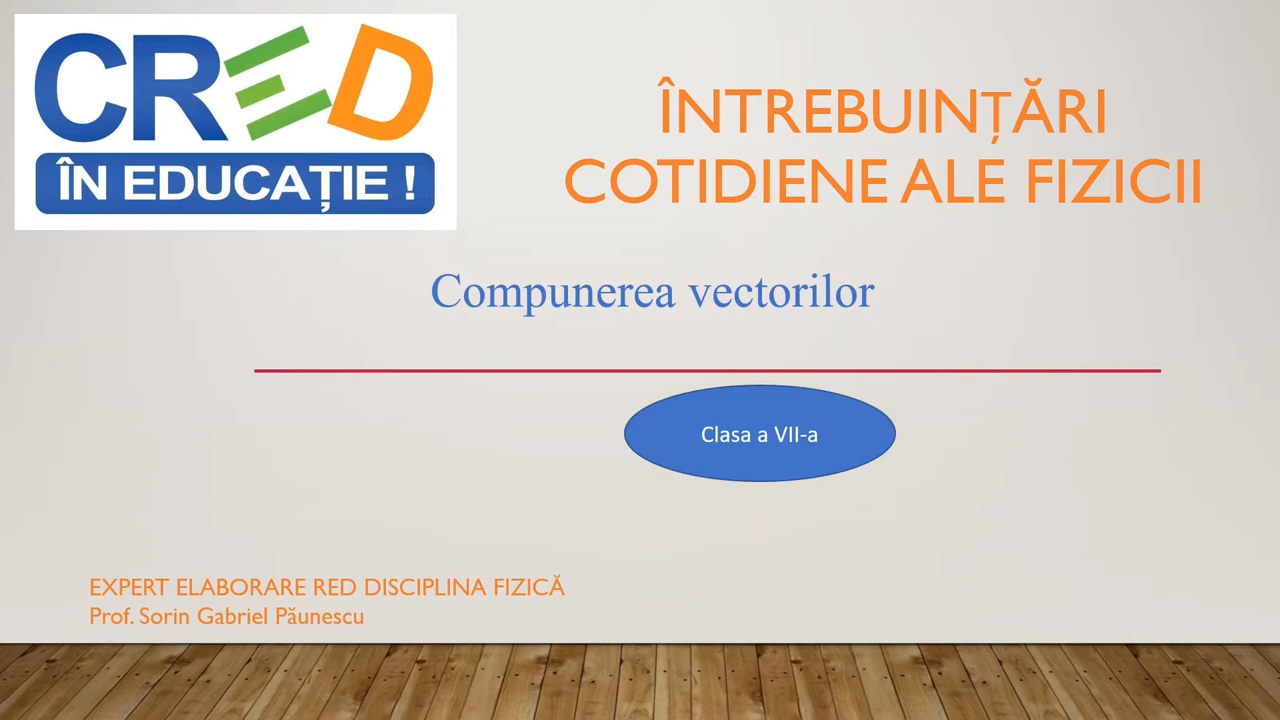 CRED
ÎN EDUCAȚIE !
ÎNTREBUINȚĂRI
COTIDIENE ALE FIZICII
Compunerea vectorilor
Clasa a VII-a
EXPERT ELABORARE RED DISCIPLINA FIZICĂ
Prof. Sorin Gabriel Păunescu